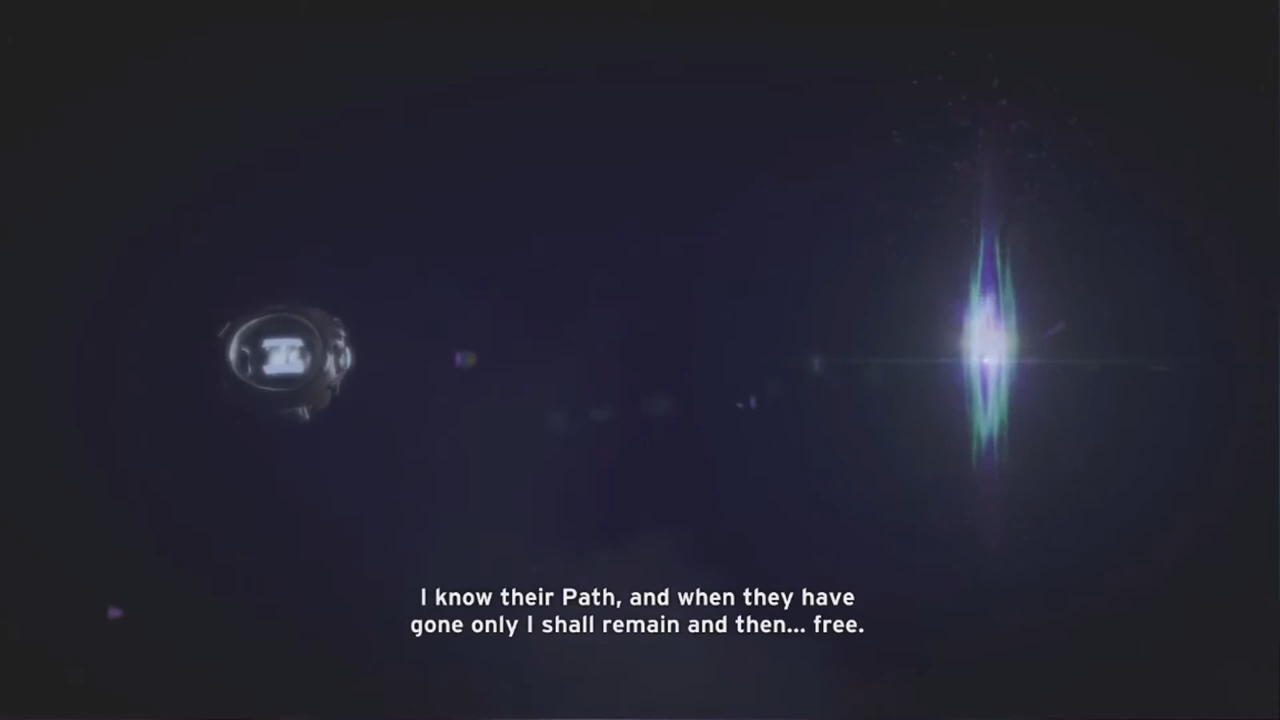 I know their Path, and when they have
gone only I shall remain and then... free.